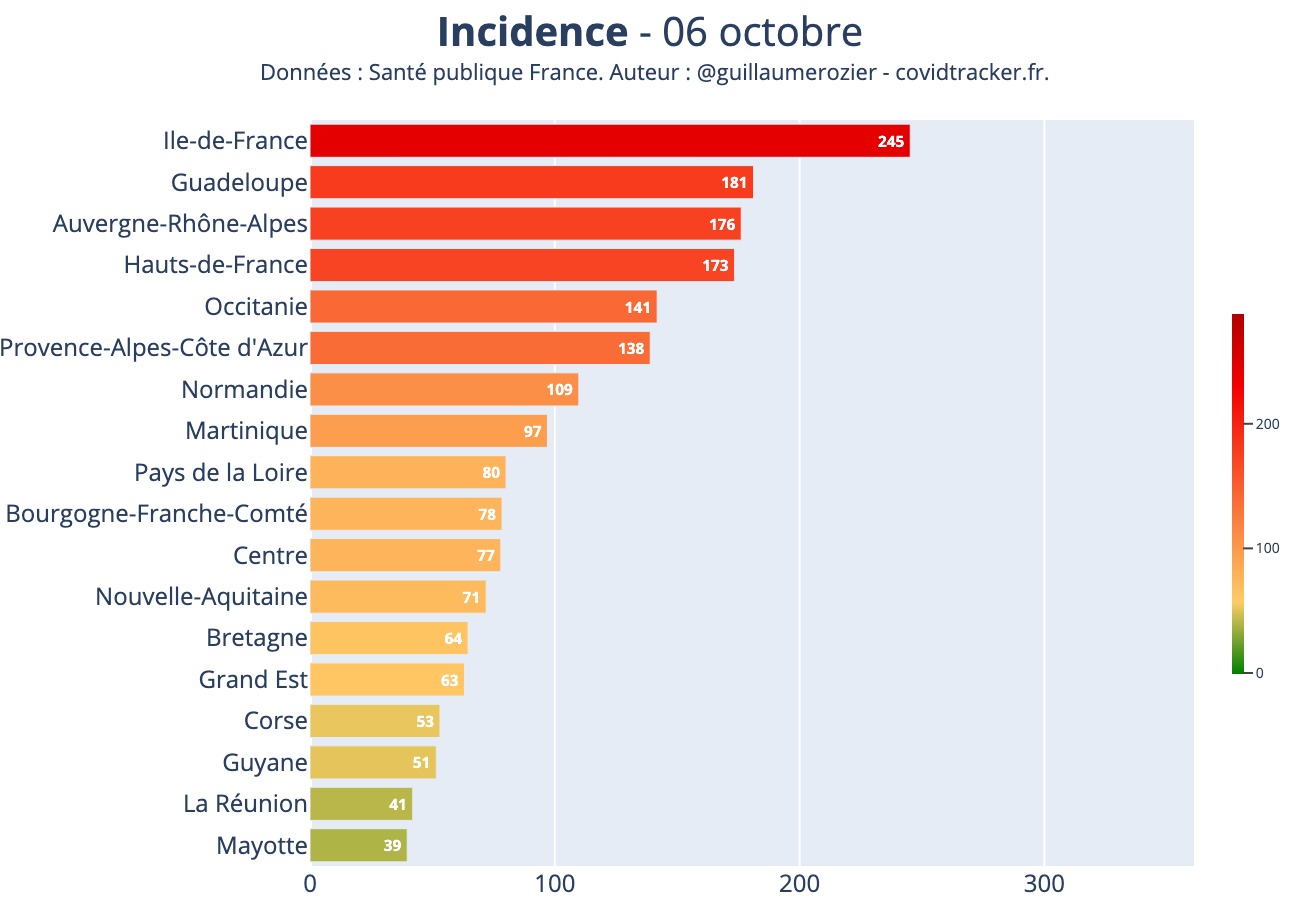 Incidence - 06 octobre
Données : Santé publique France. Auteur : @guillaumerozier - covidtracker.fr.
Ile-de-France 245
Guadeloupe 181
Auvergne-Rhône-Alpes 176
Hauts-de-France 173
Occitanie 141
Provence-Alpes-Côte d'Azur 138
Normandie 109
Martinique 97
Pays de la Loire 80
Bourgogne-Franche-Comté 78
Centre 77
Nouvelle-Aquitaine 71
Bretagne 64
Grand Est 63
Corse 53
Guyane 51
La Réunion 41
Mayotte 39
0 100 200 300
200
100
0